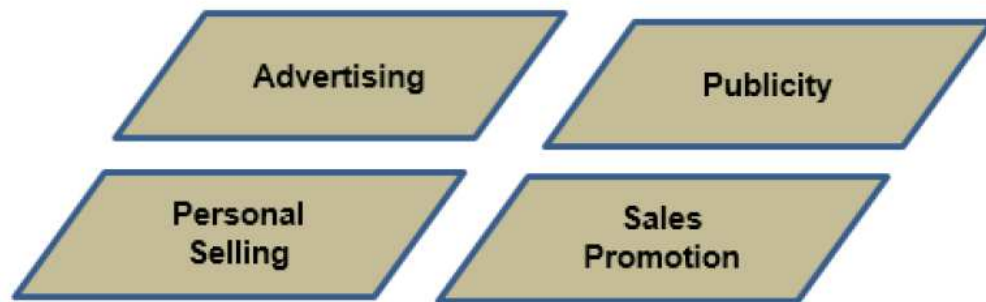 Advertising
Publicity
Personal
Selling
Sales
Promotion